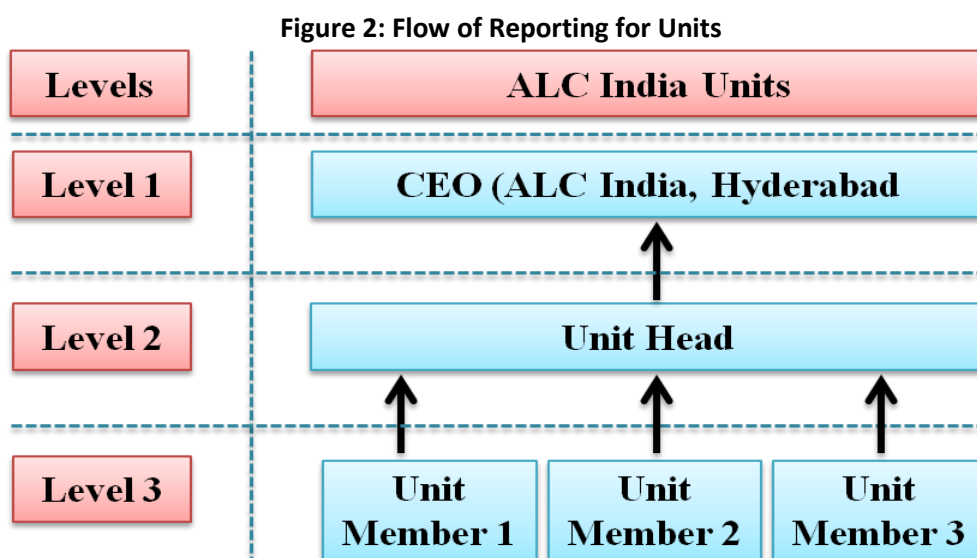 Figure 2: Flow of Reporting for Units
Levels
ALC India Units
Level 1
CEO (ALC India, Hyderabad
Level 2
Unit Head
Level 3
Unit
Member 1
Unit
Member 2
Unit
Member 3